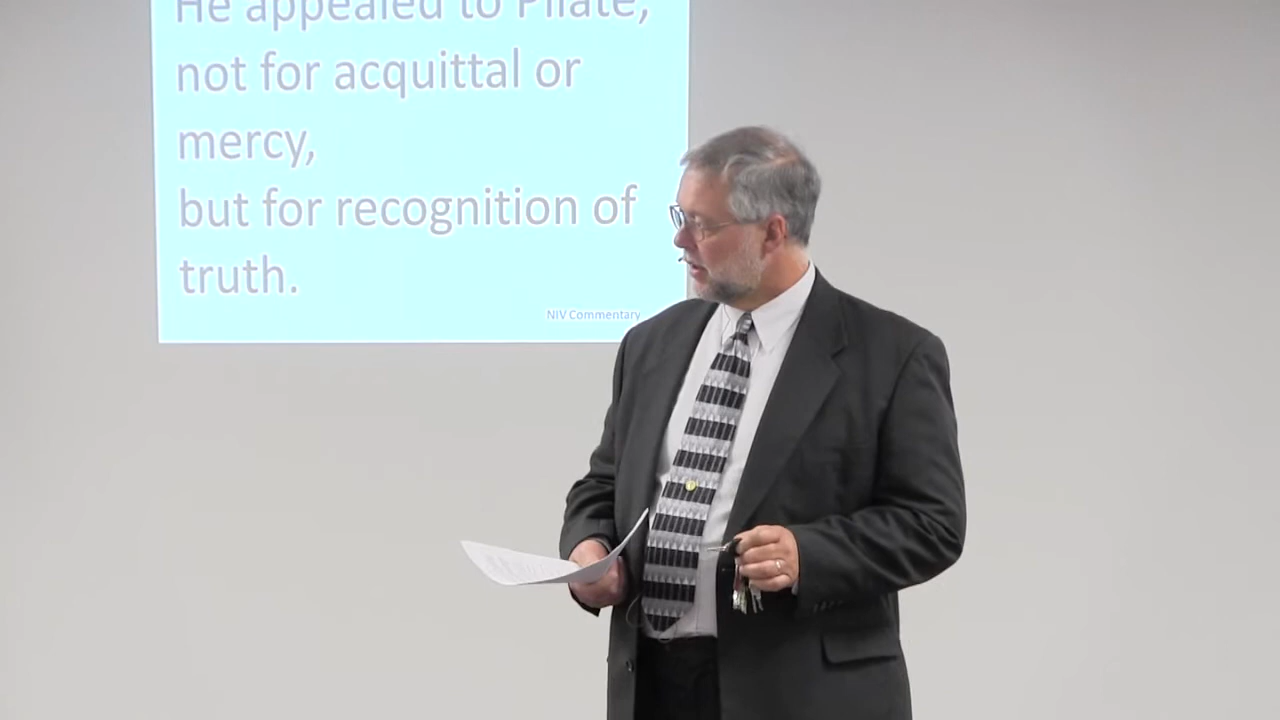 He appealed to Pilate,
not for acquittal or
mercy,
but for recognition of
truth.
NIV Commentary